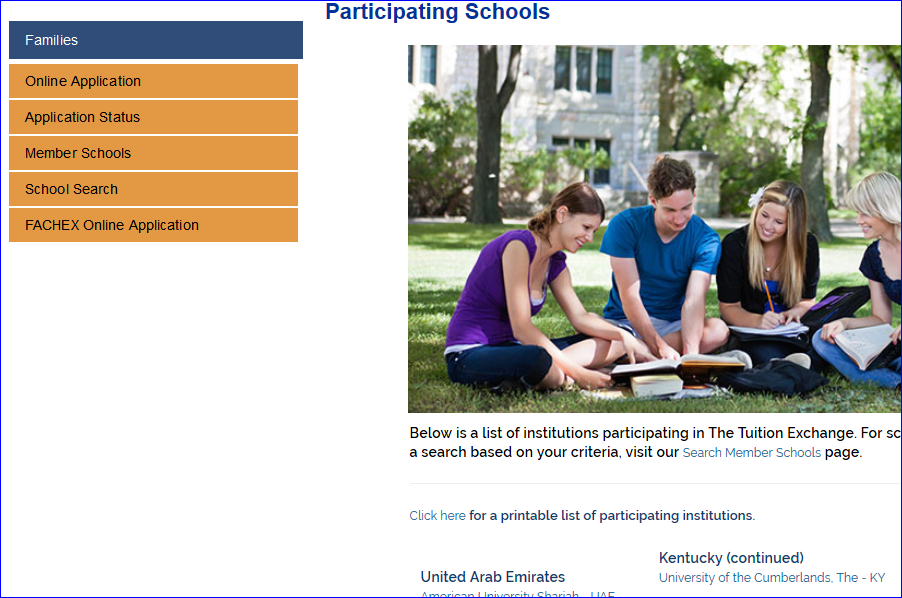 Participating Schools
Families
Online Application
Application Status
Member Schools
School Search
FACHEX Online Application
Below is a list of institutions participating in The Tuition Exchange. For sc
a search based on your criteria, visit our Search Member Schools page.
Click here for a printable list of participating institutions.
United Arab Emirates
American University Sharjah - UAE
Kentucky (continued)
University of the Cumberlands, The - KY